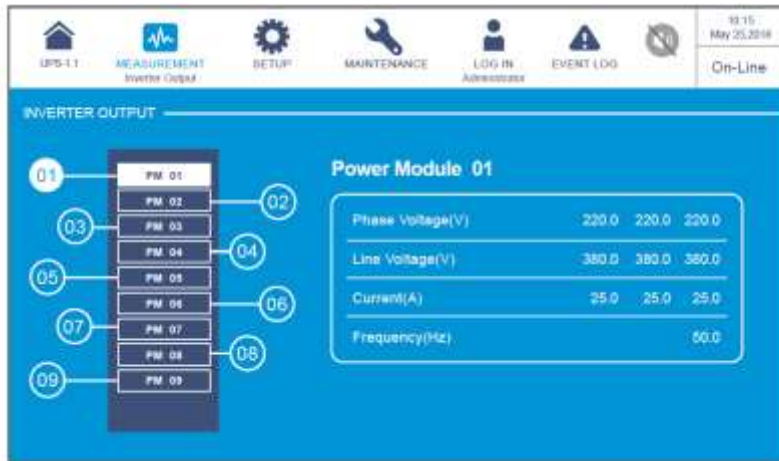 10:15
May 25,2016
UPS-1.1
MEASUREMENT
SETUP
MAINTENANCE
LOG IN
EVENT LOG
On-Line
Inverter Output
Administrator
INVERTER OUTPUT
Power Module 01
01
PM 01
PM 02
02
03
PM 03
PM 04
04
05
PM 05
PM 06
06
07
PM 07
PM 08
08
09
PM 09
Phase Voltage(V) 220.0 220.0 220.0
Line Voltage(V) 380.0 380.0 380.0
Current(A) 25.0 25.0 25.0
Frequency(Hz) 50.0